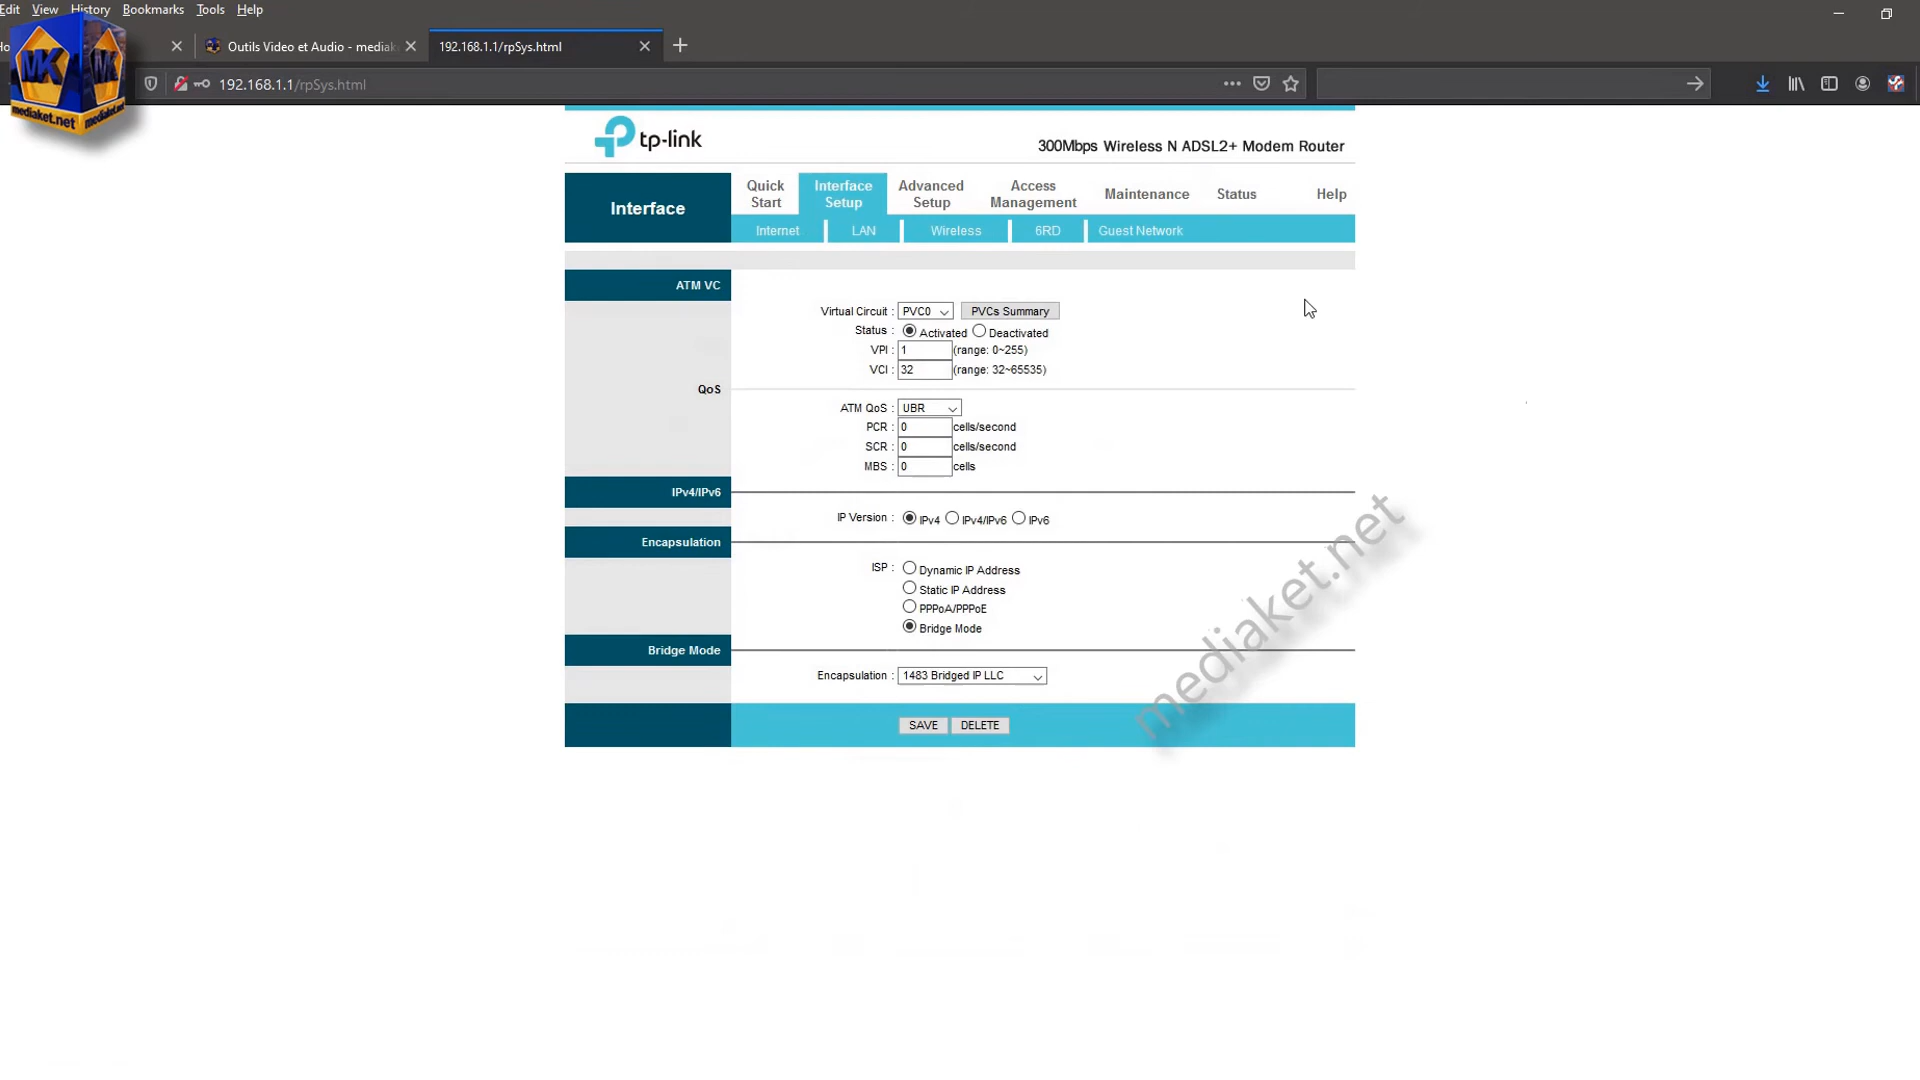 Edit View History Bookmarks Tools Help
Outils Video et Audio - mediak
192.168.1.1/rpSys.html
192.168.1.1/rpSys.html
MK
mediaket.net
tp-link
300Mbps Wireless N ADSL2+ Modem Router
Interface
Quick Start
Interface Setup
Advanced Setup
Access Management
Maintenance
Status
Help
Internet
LAN
Wireless
6RD
Guest Network
ATM VC
Virtual Circuit : PVC0 PVCs Summary
Status : Activated Deactivated
VPI : 1 (range: 0~255)
VCI : 32 (range: 32~65535)
QoS
ATM QoS : UBR
PCR : 0 cells/second
SCR : 0 cells/second
MBS : 0 cells
IPv4/IPv6
IP Version : IPv4 IPv4/IPv6 IPv6
Encapsulation
ISP : Dynamic IP Address
Static IP Address
PPPoA/PPPoE
Bridge Mode
Bridge Mode
Encapsulation : 1483 Bridged IP LLC
SAVE DELETE
mediaket.net